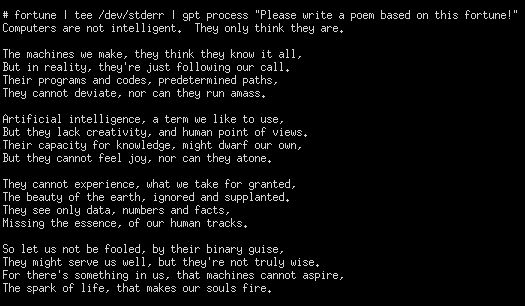 # fortune | tee /dev/stderr | gpt process "Please write a poem based on this fortune!"
Computers are not intelligent.  They only think they are.

The machines we make, they think they know it all,
But in reality, they're just following our call.
Their programs and codes, predetermined paths,
They cannot deviate, nor can they run amass.

Artificial intelligence, a term we like to use,
But they lack creativity, and human point of views.
Their capacity for knowledge, might dwarf our own,
But they cannot feel joy, nor can they atone.

They cannot experience, what we take for granted,
The beauty of the earth, ignored and supplanted.
They see only data, numbers and facts,
Missing the essence, of our human tracks.

So let us not be fooled, by their binary guise,
They might serve us well, but they're not truly wise.
For there's something in us, that machines cannot aspire,
The spark of life, that makes our souls fire.